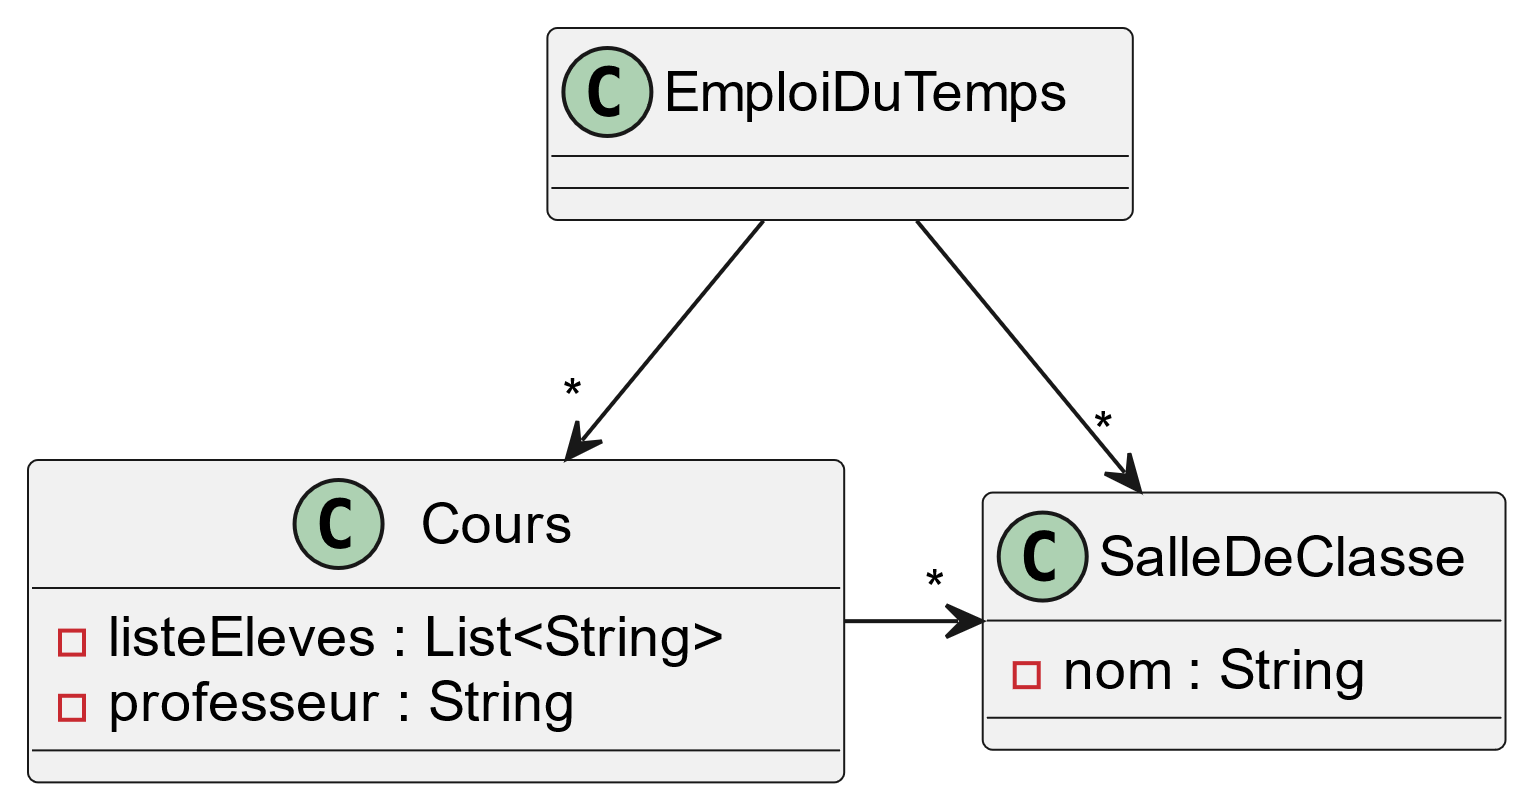 C EmploiDuTemps
*
*
C Cours
listeEleves : List<String>
professeur : String
*
C SalleDeClasse
nom : String